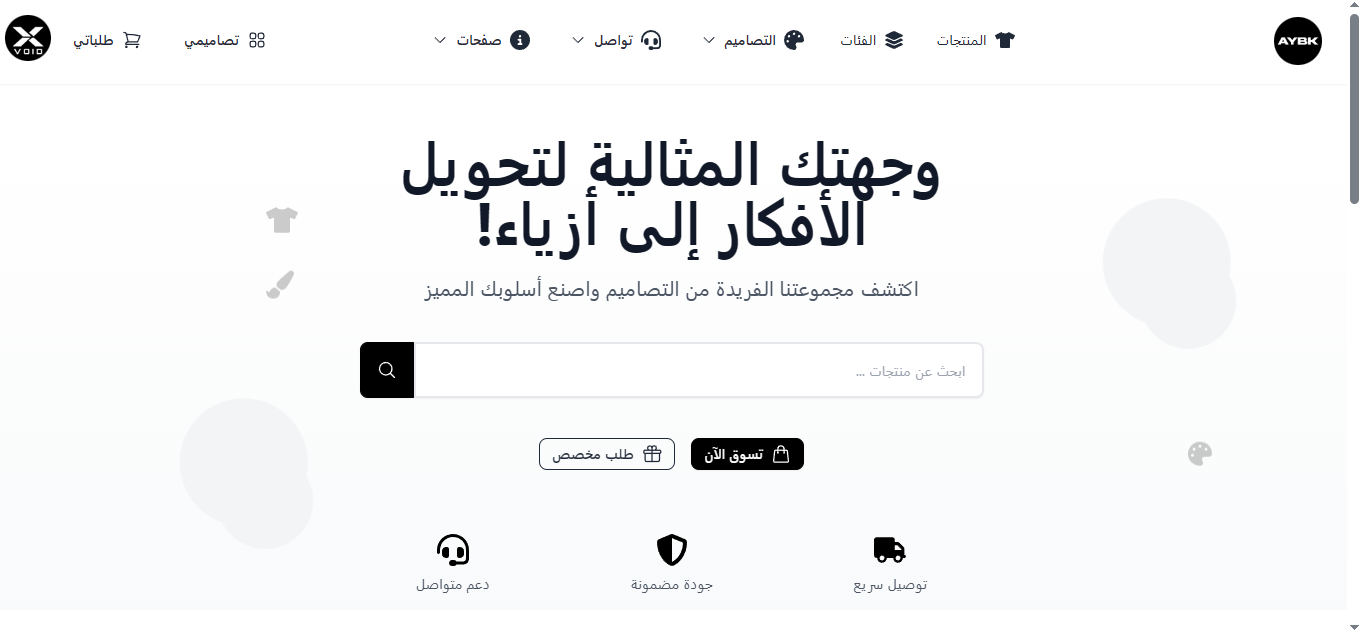 AYBK
المنتجات
الفئات
التصاميم
تواصل
صفحات
تصاميمي
طلباتي
X VOID
وجهتك المثالية لتحويل
الأفكار إلى أزياء!
اكتشف مجموعتنا الفريدة من التصاميم واصنع أسلوبك المميز
ابحث عن منتجات ...
تسوق الآن
طلب مخصص
توصيل سريع
جودة مضمونة
دعم متواصل